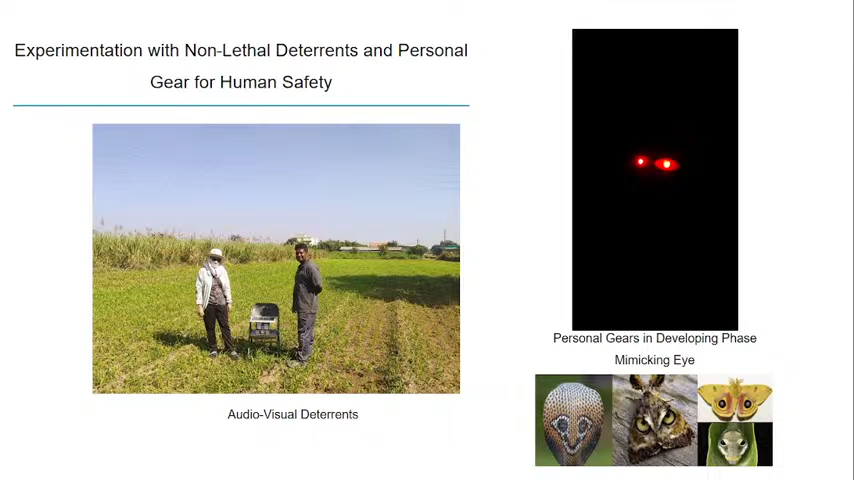 Experimentation with Non-Lethal Deterrents and Personal
Gear for Human Safety
Audio-Visual Deterrents
Personal Gears in Developing Phase
Mimicking Eye